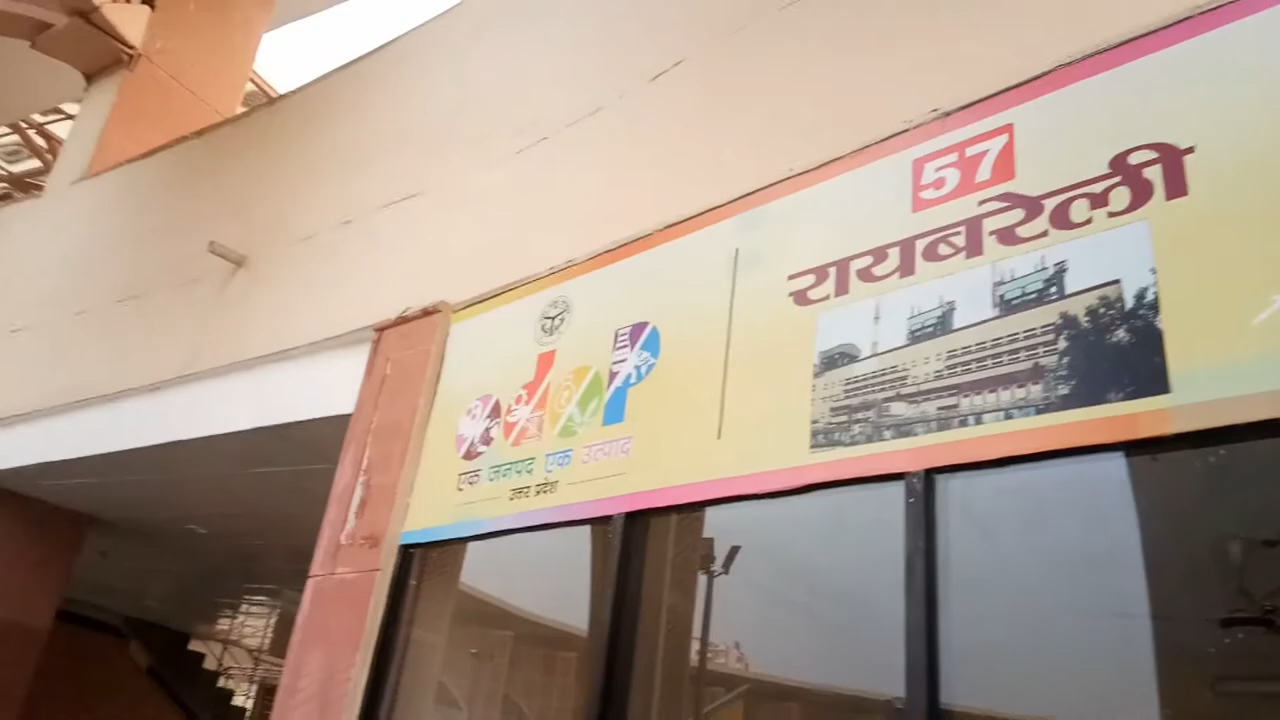 एक जनपद एक उत्पाद
उत्तर प्रदेश
57
रायबरेली